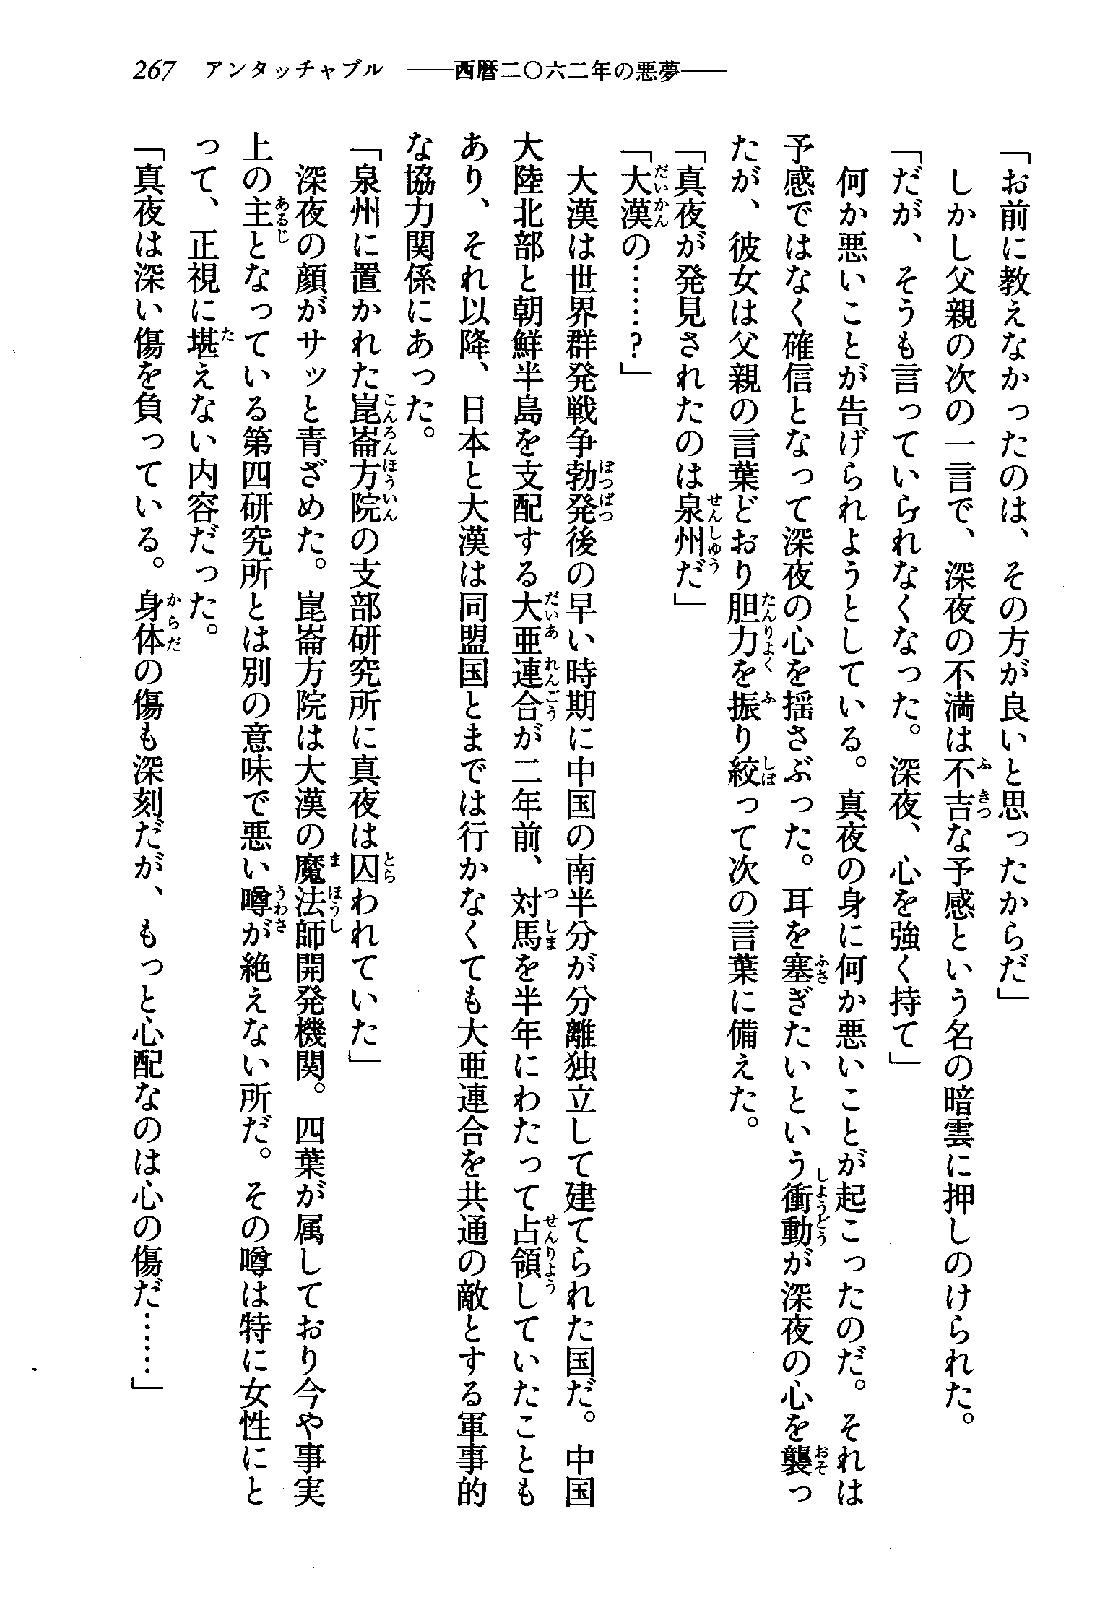 267 アンタッチャブル ――西暦二〇六二年の悪夢――
「お前に教えなかったのは、その方が良いと思ったからだ」
しかし父親の次の一言で、深夜の不満は不吉な予感という名の暗雲に押しのけられた。
「だが、そうも言っていられなくなった。深夜、心を強く持て」
何か悪いことが告げられようとしている。真夜の身に何か悪いことが起こったのだ。それは
予感ではなく確信となって深夜の心を揺さぶった。耳を塞ぎたいという衝動が深夜の心を襲っ
たが、彼女は父親の言葉どおり胆力を振り絞って次の言葉に備えた。
「真夜が発見されたのは泉州だ」
「大漢の……?」
大漢は世界群発戦争勃発後の早い時期に中国の南半分が分離独立して建てられた国だ。中国
大陸北部と朝鮮半島を支配する大亜連合が二年前、対馬を半年にわたって占領していたことも
あり、それ以降、日本と大漢は同盟国とまでは行かなくても大亜連合を共通の敵とする軍事的
な協力関係にあった。
「泉州に置かれた崑崙方院の支部研究所に真夜は囚われていた」
深夜の顔がサッと青ざめた。崑崙方院は大漢の魔法師開発機関。四葉が属しており今や事実
上の主となっている第四研究所とは別の意味で悪い噂が絶えない所だ。その噂は特に女性にと
って、正視に堪えない内容だった。
「真夜は深い傷を負っている。身体の傷も深刻だが、もっと心配なのは心の傷だ……」